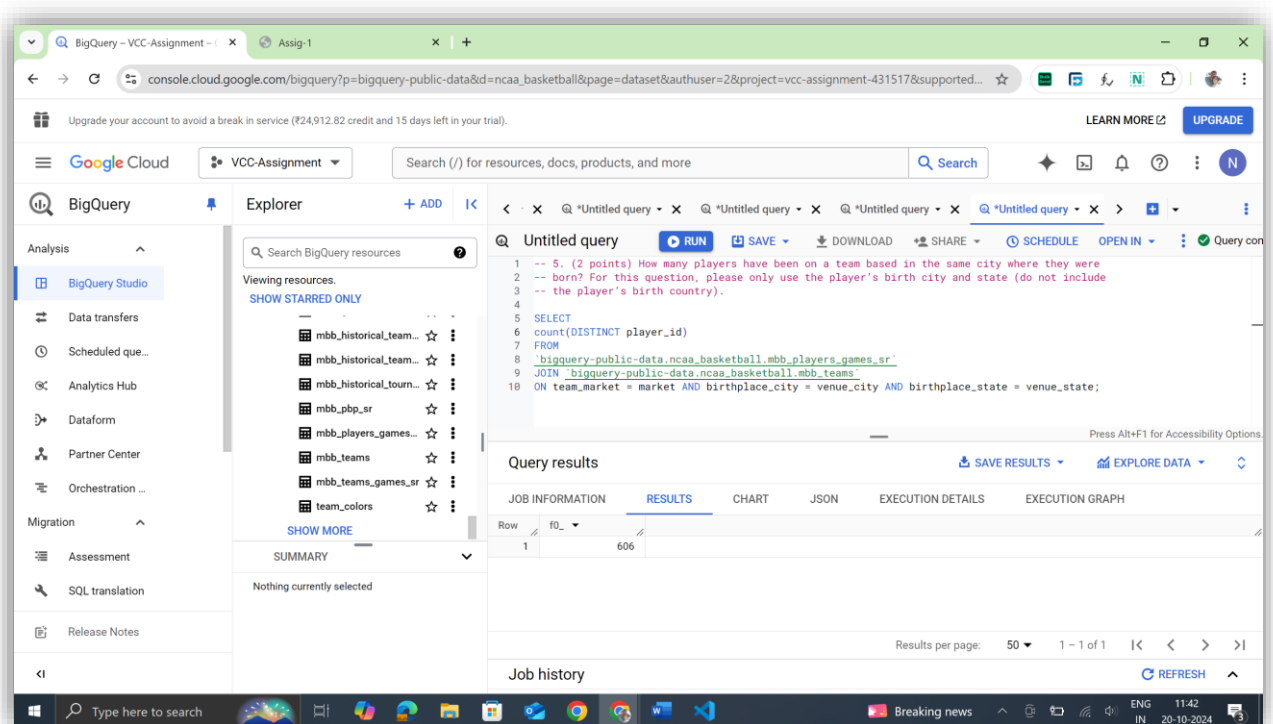 BigQuery – VCC-Assignment – 
Assig-1
console.cloud.google.com/bigquery?p=bigquery-public-data&d=ncaa_basketball&page=dataset&authuser=2&project=vcc-assignment-431517&supported...
Upgrade your account to avoid a break in service (₹24,912.82 credit and 15 days left in your trial).
LEARN MORE
UPGRADE
Google Cloud
VCC-Assignment
Search (/) for resources, docs, products, and more
Search
N
BigQuery
Analysis
BigQuery Studio
Data transfers
Scheduled que...
Analytics Hub
Dataform
Partner Center
Orchestration ...
Migration
Assessment
SQL translation
Release Notes
Explorer
+ ADD
Search BigQuery resources
Viewing resources.
SHOW STARRED ONLY
mbb_historical_team...
mbb_historical_team...
mbb_historical_tourn...
mbb_pbp_sr
mbb_players_games...
mbb_teams
mbb_teams_games_sr
team_colors
SHOW MORE
SUMMARY
Nothing currently selected
*Untitled query
*Untitled query
*Untitled query
*Untitled query
Untitled query
RUN
SAVE
DOWNLOAD
SHARE
SCHEDULE
OPEN IN
Query con
1 -- 5. (2 points) How many players have been on a team based in the same city where they were
2 -- born? For this question, please only use the player's birth city and state (do not include
3 -- the player's birth country).
4
5 SELECT
6 count(DISTINCT player_id)
7 FROM
8 `bigquery-public-data.ncaa_basketball.mbb_players_games_sr`
9 JOIN `bigquery-public-data.ncaa_basketball.mbb_teams`
10 ON team_market = market AND birthplace_city = venue_city AND birthplace_state = venue_state;
Press Alt+F1 for Accessibility Options.
Query results
SAVE RESULTS
EXPLORE DATA
JOB INFORMATION
RESULTS
CHART
JSON
EXECUTION DETAILS
EXECUTION GRAPH
Row f0_
1 606
Results per page: 50 1 – 1 of 1
Job history
REFRESH
Type here to search
Breaking news
ENG
IN
11:42
20-10-2024